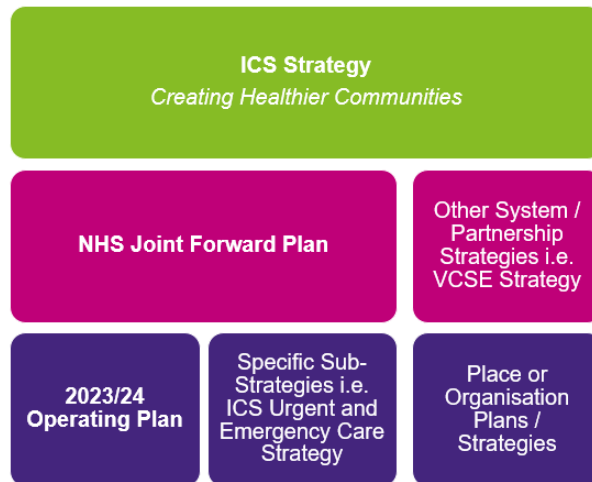 ICS Strategy
Creating Healthier Communities
NHS Joint Forward Plan
Other System /
Partnership
Strategies i.e.
VCSE Strategy
2023/24
Operating Plan
Specific Sub-
Strategies i.e.
ICS Urgent and
Emergency Care
Strategy
Place or
Organisation
Plans /
Strategies